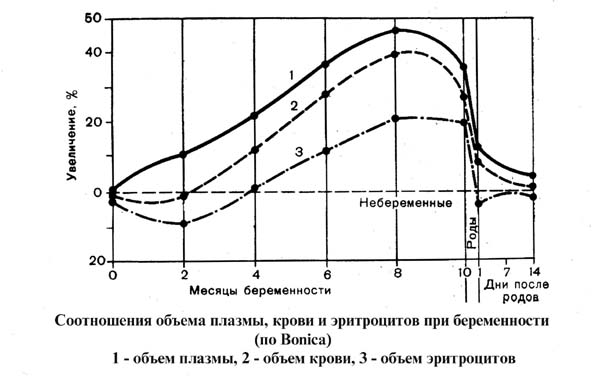 50
40
20
0
20
Увеличение, %
1
2
3
Небеременные
Роды
0 2 4 6 8 10 1 7 14
Месяцы беременности
Дни после
родов
Соотношения объема плазмы, крови и эритроцитов при беременности
(по Bonica)
1 - объем плазмы, 2 - объем крови, 3 - объем эритроцитов